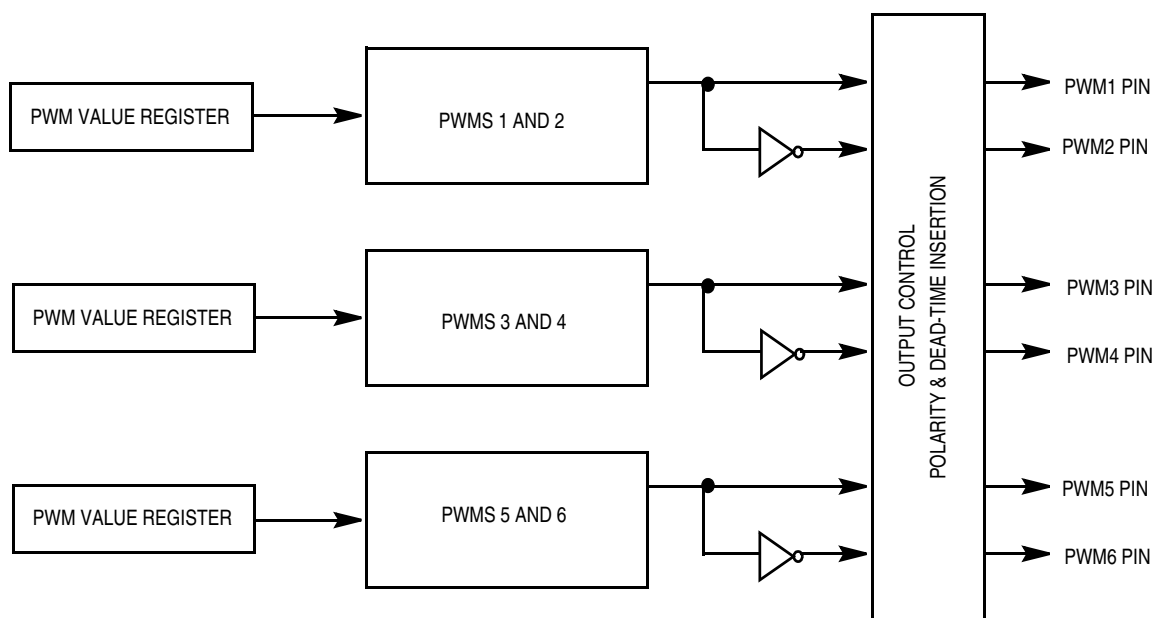 PWM VALUE REGISTER
PWMS 1 AND 2
PWM1 PIN
PWM2 PIN
PWM VALUE REGISTER
PWMS 3 AND 4
PWM3 PIN
PWM4 PIN
PWM VALUE REGISTER
PWMS 5 AND 6
PWM5 PIN
PWM6 PIN
OUTPUT CONTROL
POLARITY & DEAD-TIME INSERTION